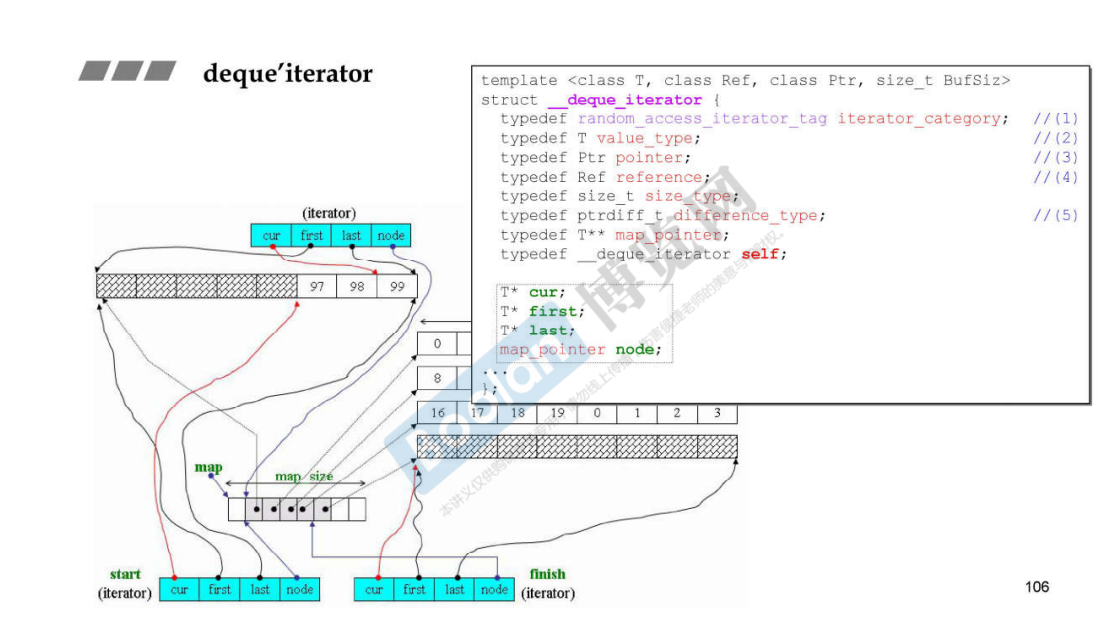 deque'iterator
template <class T, class Ref, class Ptr, size_t BufSiz>
struct __deque_iterator {
typedef random_access_iterator_tag iterator_category; //(1)
typedef T value_type; //(2)
typedef Ptr pointer; //(3)
typedef Ref reference; //(4)
typedef size_t size_type;
typedef ptrdiff_t difference_type; //(5)
typedef T** map_pointer;
typedef __deque_iterator self;
T* cur;
T* first;
T* last;
map_pointer node;
...
};
(iterator)
cur first last node
97 98 99
0
8
16 17 18 19 0 1 2 3
map
map_size
start
(iterator)
cur first last node
cur first last node
finish
(iterator)
Boolan
博览网
106